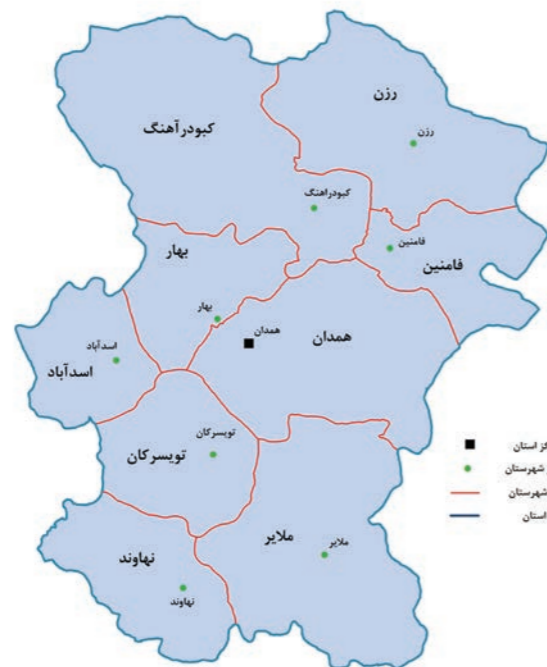 رزن
رزن
کبودرآهنگ
کبودراهنگ
فامنین
فامنین
بهار
بهار
همدان
همدان
اسدآباد
اسدآباد
تویسرکان
تویسرکان
ملایر
ملایر
نهاوند
نهاوند
استان
شهرستان
شهرستان
استان